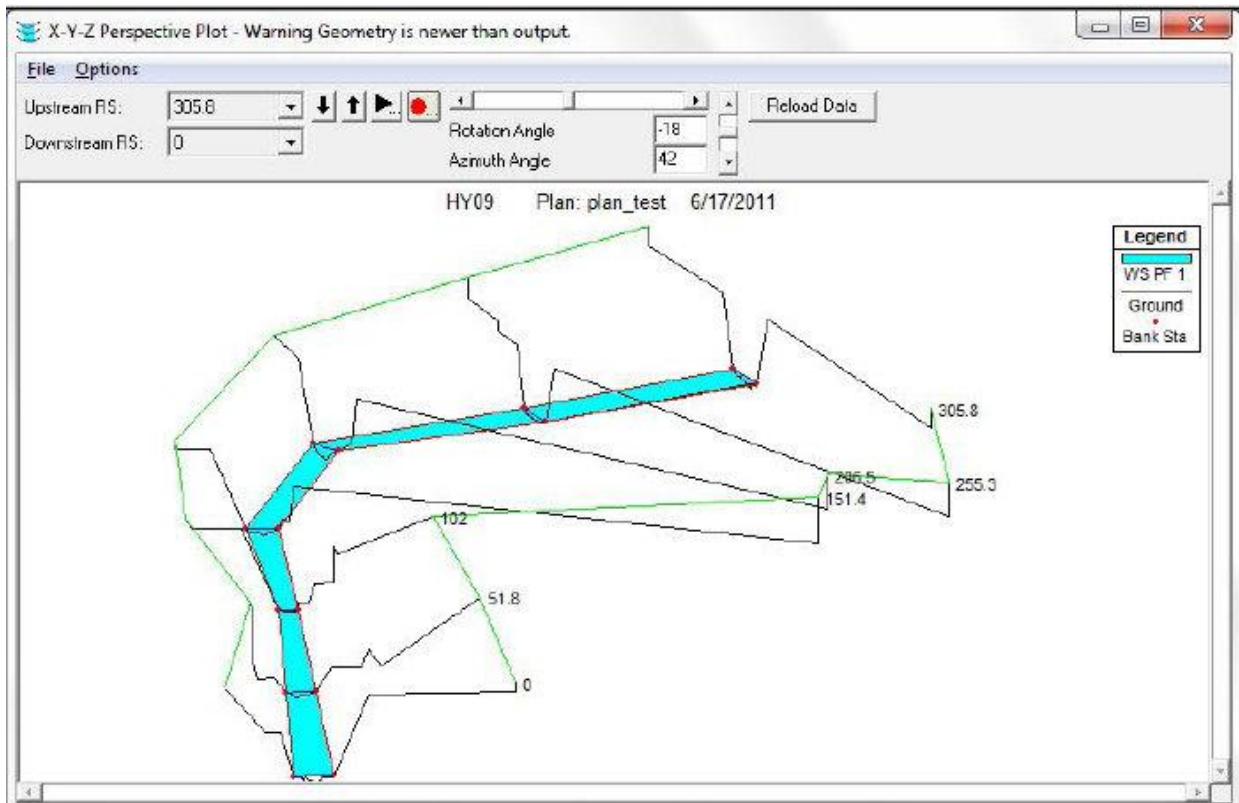 X-Y-Z Perspective Plot - Warning Geometry is newer than output.
File Options
Upstream RS: 305.8
Downstream RS: 0
Rotation Angle -18
Azimuth Angle 42
Reload Data
HY09 Plan: plan_test 6/17/2011
Legend
WS PF 1
Ground
Bank Sta
305.8
255.3
151.4
102
51.8
0